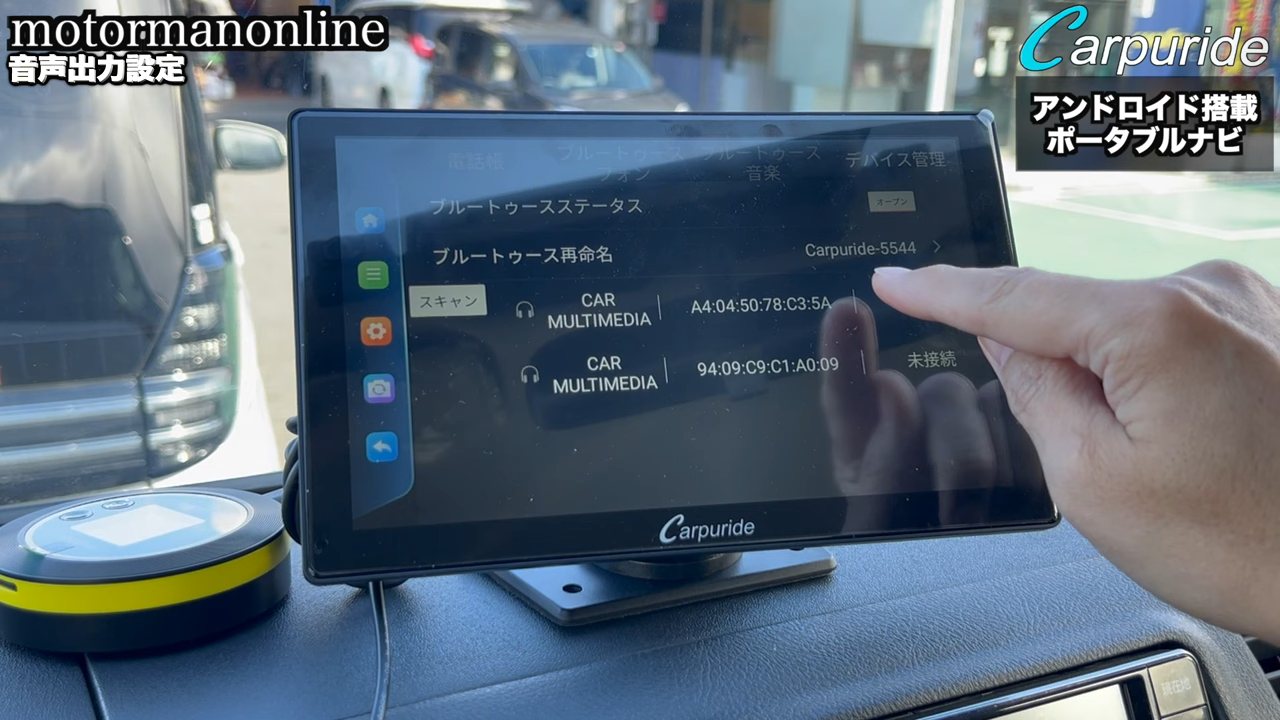 motormanonline
音声出力設定
Carpuride
アンドロイド搭載
ポータブルナビ
電話帳
ブルートゥース
フォン
ブルートゥース
音楽
デバイス管理
ブルートゥースステータス
オープン
ブルートゥース再命名
Carpuride-5544
スキャン
CAR
MULTIMEDIA
A4:04:50:78:C3:5A
CAR
MULTIMEDIA
94:09:C9:C1:A0:09
未接続
Carpuride
現在地